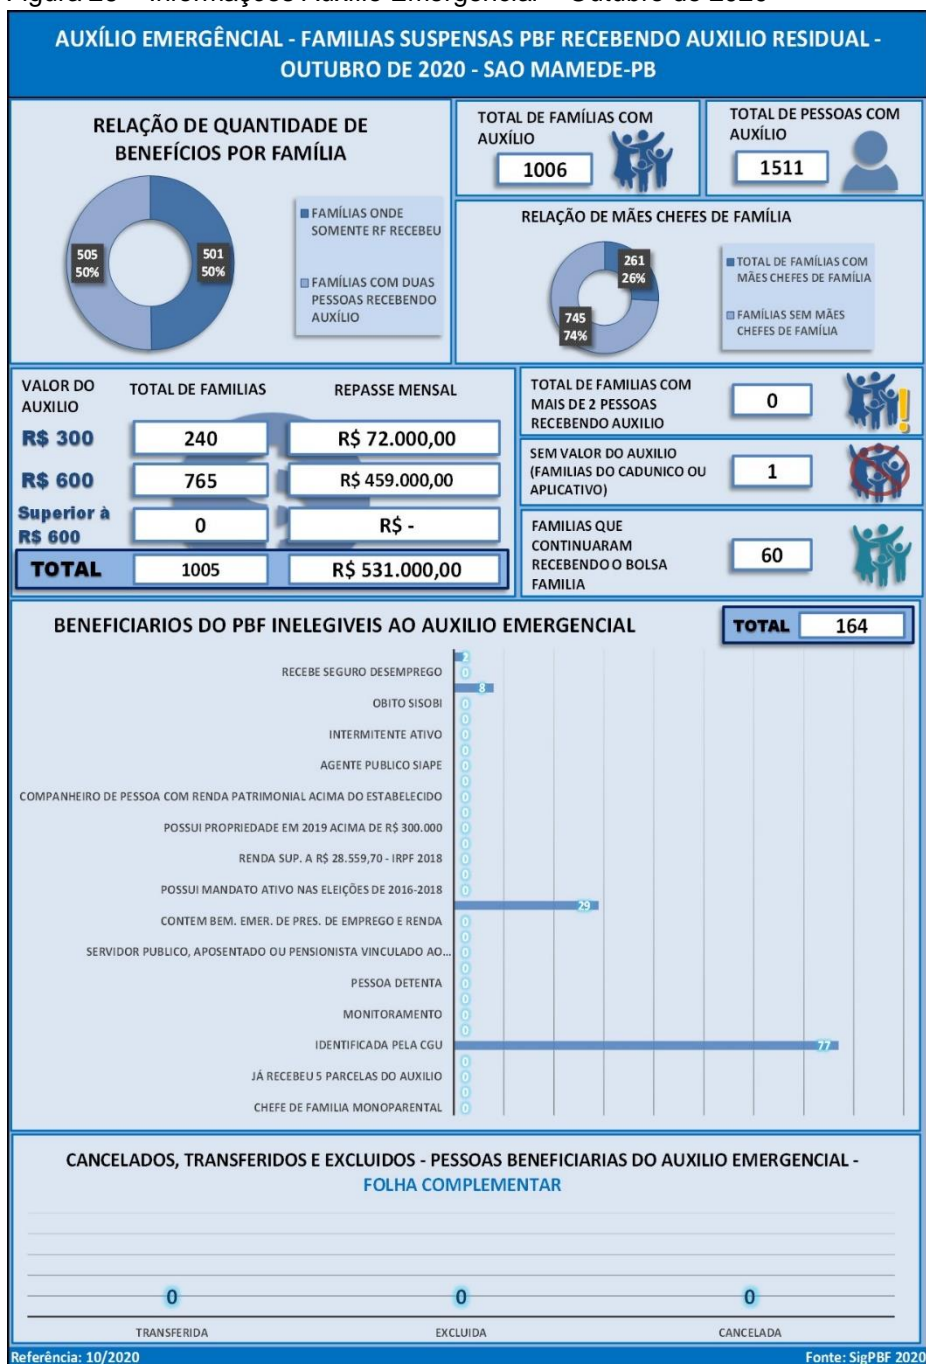 AUXÍLIO EMERGÊNCIAL - FAMILIAS SUSPENSAS PBF RECEBENDO AUXILIO RESIDUAL -
OUTUBRO DE 2020 - SAO MAMEDE-PB
RELAÇÃO DE QUANTIDADE DE
BENEFÍCIOS POR FAMÍLIA
505
50%
501
50%
FAMÍLIAS ONDE
SOMENTE RF RECEBEU
FAMÍLIAS COM DUAS
PESSOAS RECEBENDO
AUXÍLIO
TOTAL DE FAMÍLIAS COM
AUXÍLIO
1006
TOTAL DE PESSOAS COM
AUXÍLIO
1511
RELAÇÃO DE MÃES CHEFES DE FAMÍLIA
261
26%
745
74%
TOTAL DE FAMÍLIAS COM
MÃES CHEFES DE FAMÍLIA
FAMÍLIAS SEM MÃES
CHEFES DE FAMÍLIA
VALOR DO
AUXILIO
TOTAL DE FAMILIAS
REPASSE MENSAL
R$ 300 240 R$ 72.000,00
R$ 600 765 R$ 459.000,00
Superior à
R$ 600
0 R$ -
TOTAL 1005 R$ 531.000,00
TOTAL DE FAMILIAS COM
MAIS DE 2 PESSOAS
RECEBENDO AUXILIO
0
SEM VALOR DO AUXILIO
(FAMILIAS DO CADUNICO OU
APLICATIVO)
1
FAMILIAS QUE
CONTINUARAM
RECEBENDO O BOLSA
FAMILIA
60
BENEFICIARIOS DO PBF INELEGIVEIS AO AUXILIO EMERGENCIAL
TOTAL 164
2
RECEBE SEGURO DESEMPREGO 0
8
OBITO SISOBI 0
0
INTERMITENTE ATIVO 0
0
AGENTE PUBLICO SIAPE 0
0
COMPANHEIRO DE PESSOA COM RENDA PATRIMONIAL ACIMA DO ESTABELECIDO 0
0
POSSUI PROPRIEDADE EM 2019 ACIMA DE R$ 300.000 0
0
RENDA SUP. A R$ 28.559,70 - IRPF 2018 0
0
POSSUI MANDATO ATIVO NAS ELEIÇÕES DE 2016-2018 0
29
CONTEM BEM. EMER. DE PRES. DE EMPREGO E RENDA 0
0
SERVIDOR PUBLICO, APOSENTADO OU PENSIONISTA VINCULADO AO... 0
0
PESSOA DETENTA 0
0
MONITORAMENTO 0
0
IDENTIFICADA PELA CGU 77
0
JÁ RECEBEU 5 PARCELAS DO AUXILIO 0
0
CHEFE DE FAMILIA MONOPARENTAL 0
CANCELADOS, TRANSFERIDOS E EXCLUIDOS - PESSOAS BENEFICIARIAS DO AUXILIO EMERGENCIAL -
FOLHA COMPLEMENTAR
0 0 0
TRANSFERIDA EXCLUIDA CANCELADA
Referência: 10/2020 Fonte: SigPBF 2020